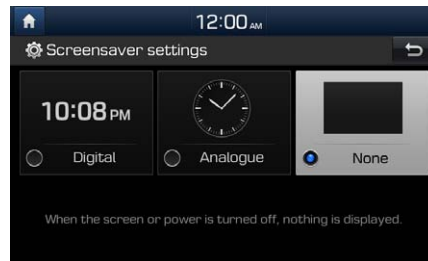 12:00 AM
Screensaver settings
10:08 PM
Digital
Analogue
None
When the screen or power is turned off, nothing is displayed.